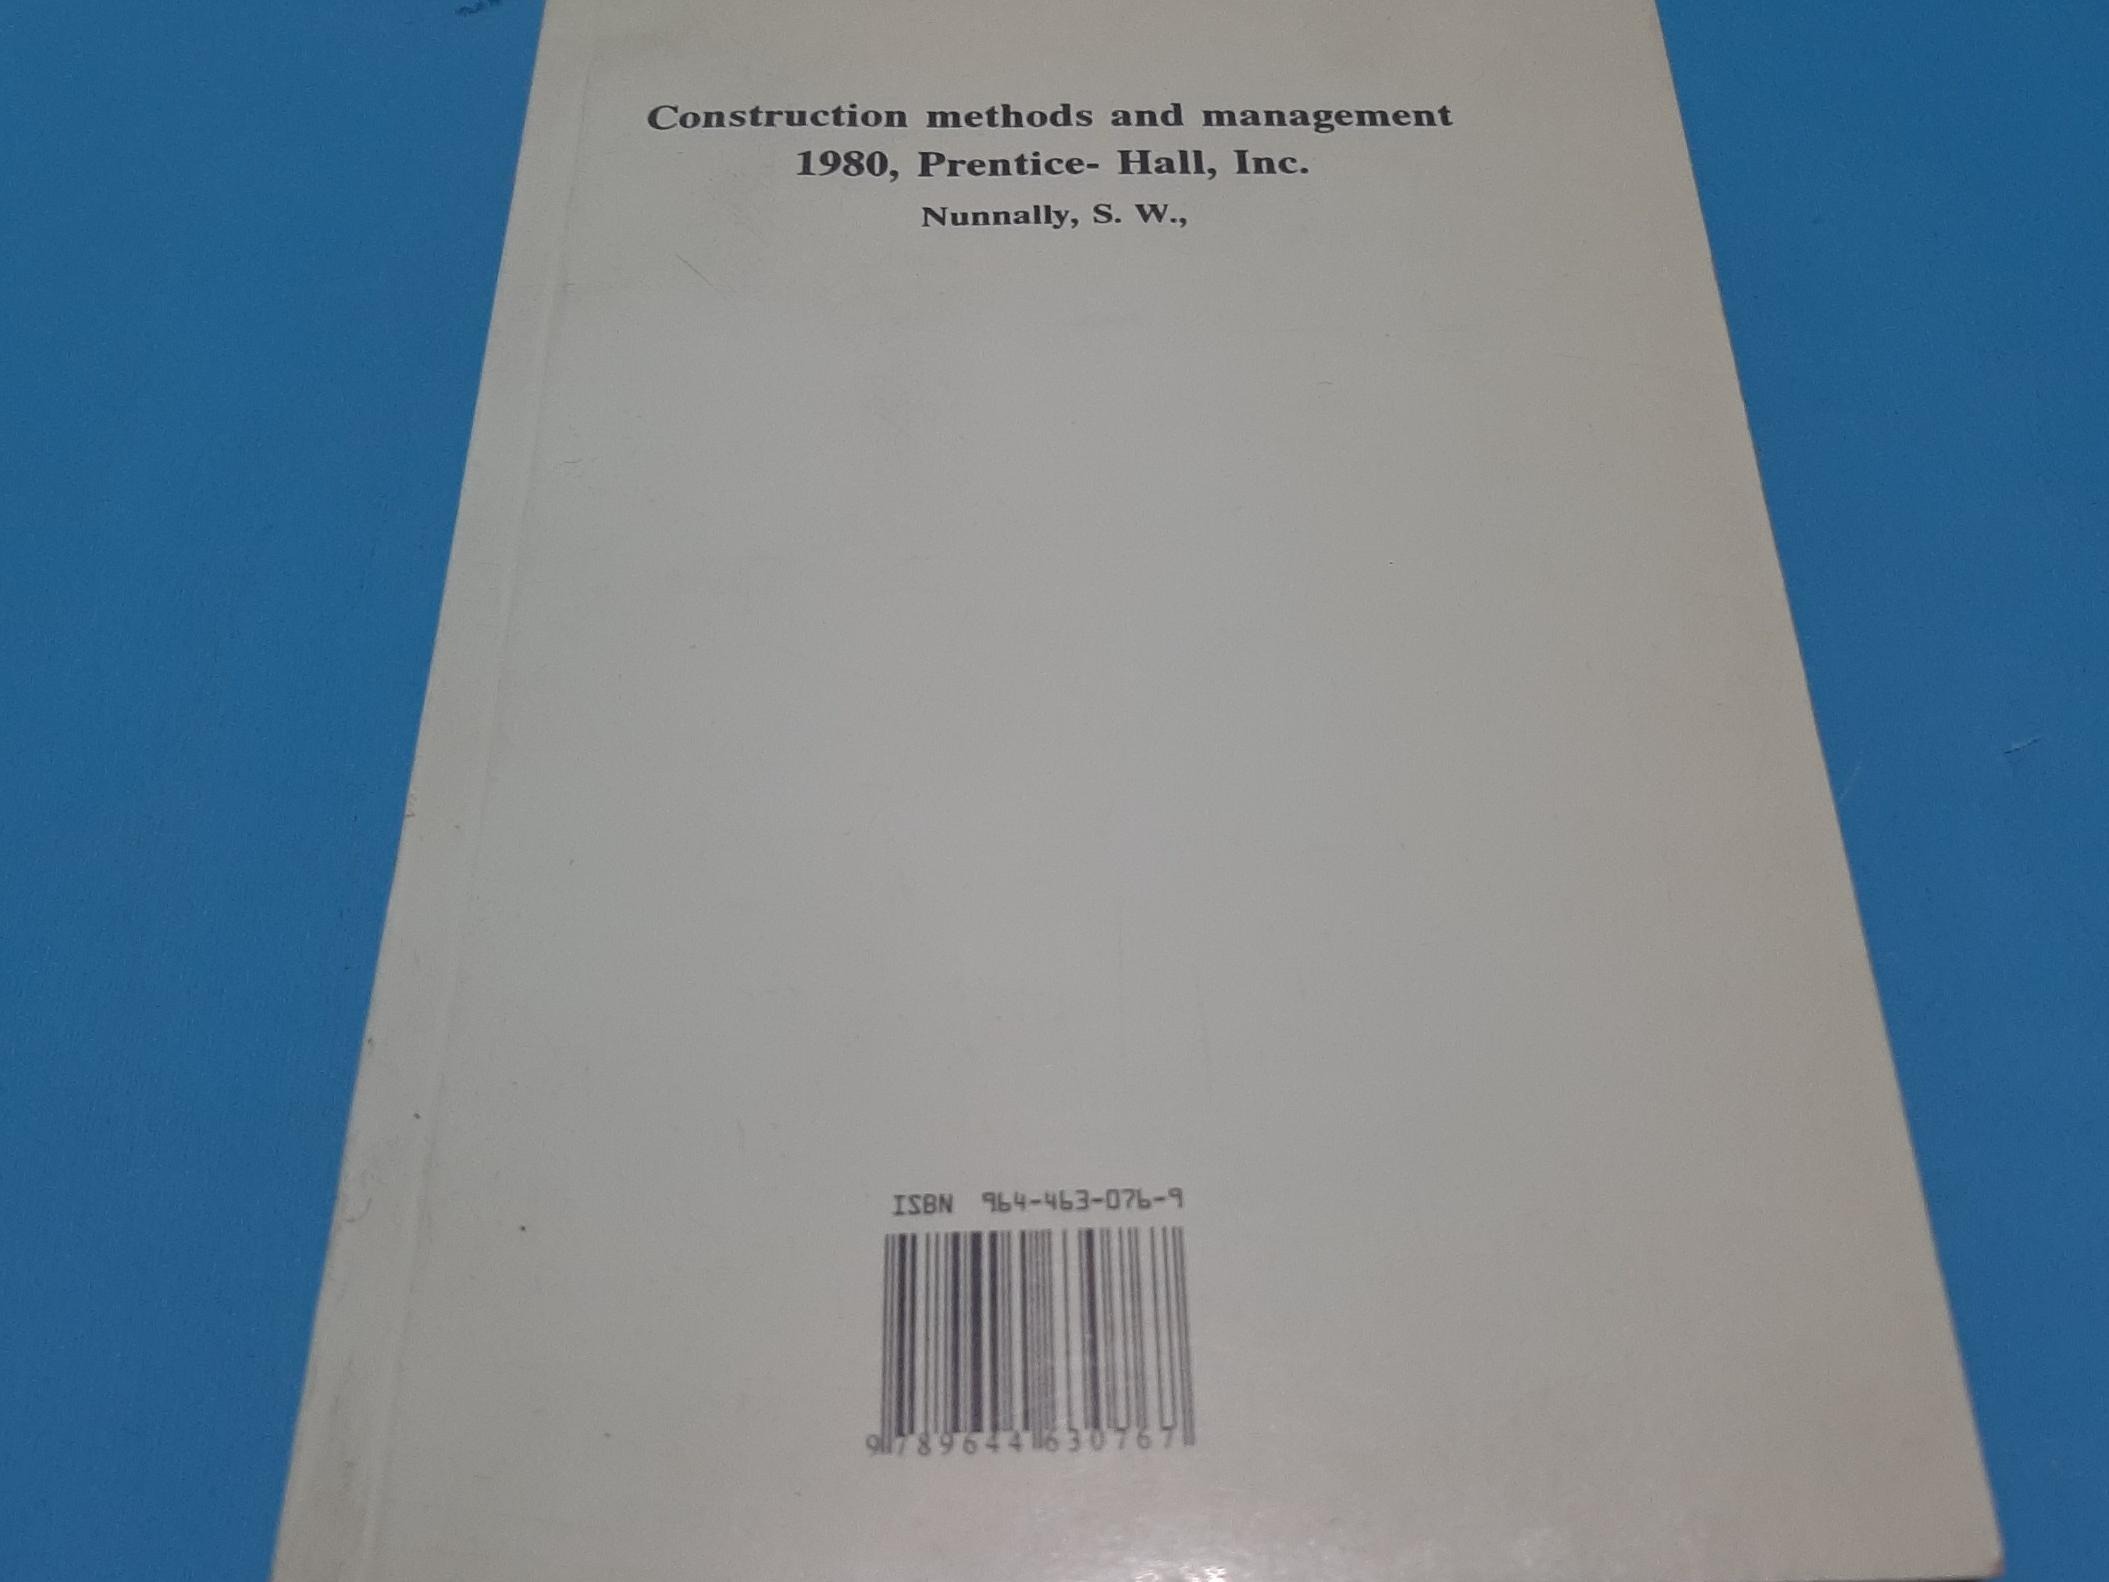 Construction methods and management
1980, Prentice- Hall, Inc.
Nunnally, S. W.,
ISBN 964-463-076-9
9789644630767